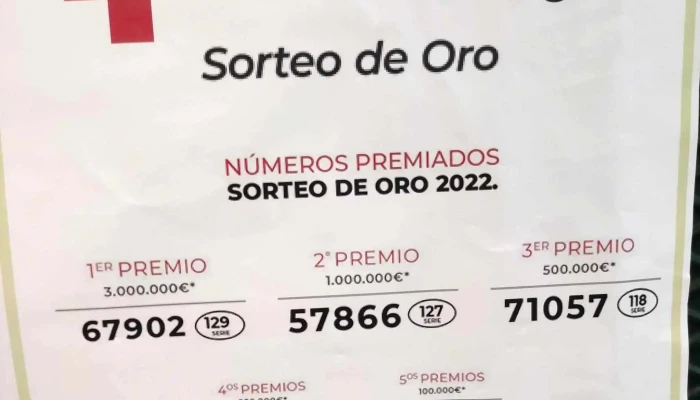 Sorteo de Oro
NÚMEROS PREMIADOS
SORTEO DE ORO 2022.
1ER PREMIO
3.000.000€*
67902 129 SERIE
2º PREMIO
1.000.000€*
57866 127 SERIE
3ER PREMIO
500.000€*
71057 118 SERIE
4OS PREMIOS
5OS PREMIOS
100.000€*